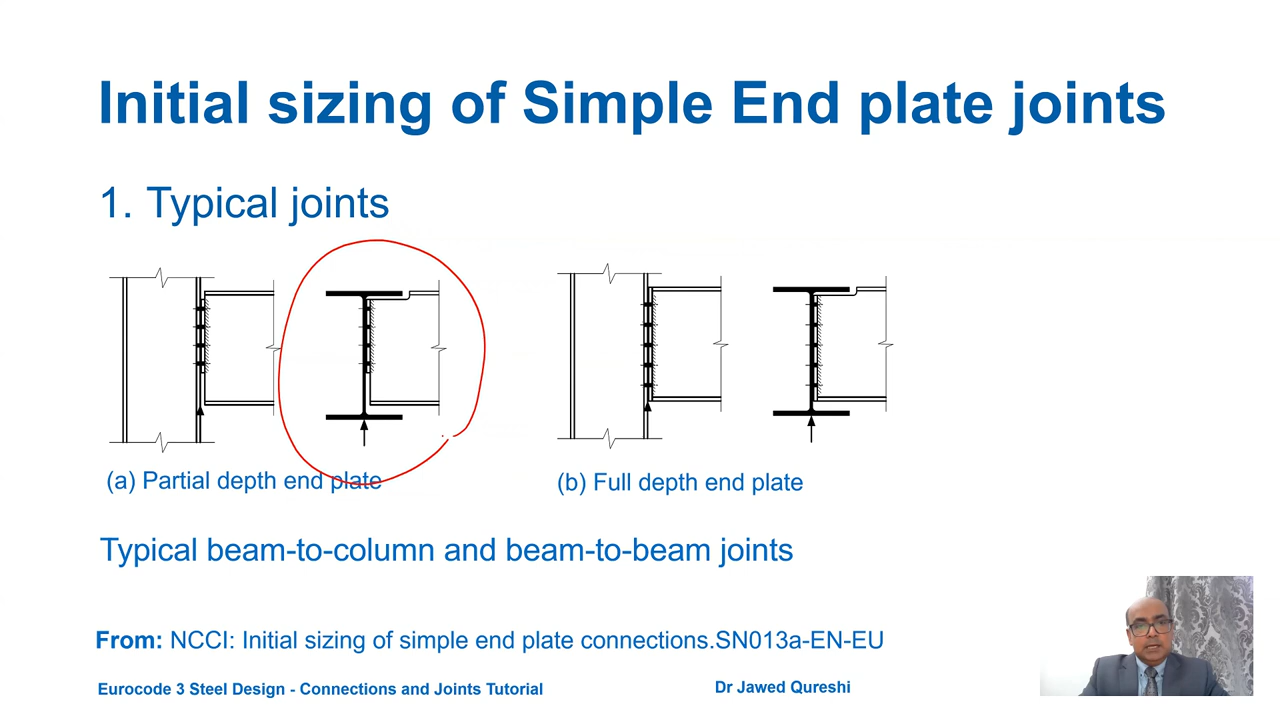 Initial sizing of Simple End plate joints
1. Typical joints
(a) Partial depth end plate
(b) Full depth end plate
Typical beam-to-column and beam-to-beam joints
From: NCCI: Initial sizing of simple end plate connections.SN013a-EN-EU
Eurocode 3 Steel Design - Connections and Joints Tutorial
Dr Jawed Qureshi